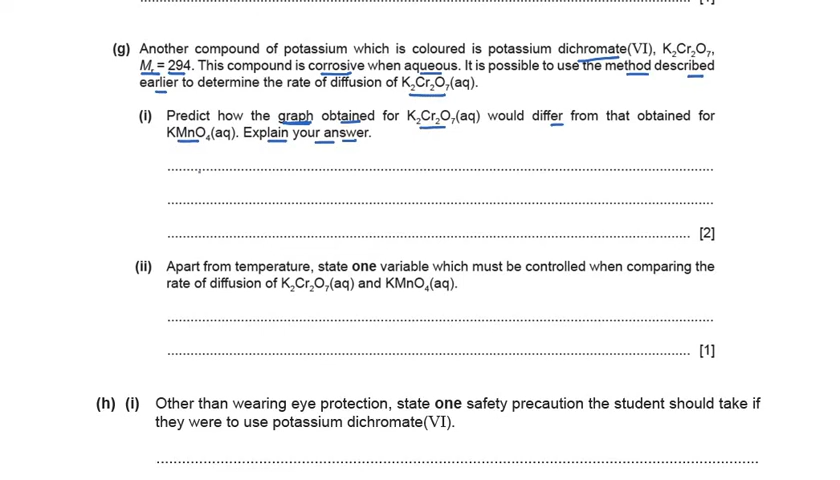 [1]
(g) Another compound of potassium which is coloured is potassium dichromate(VI), K₂Cr₂O₇,
Mᵣ = 294. This compound is corrosive when aqueous. It is possible to use the method described
earlier to determine the rate of diffusion of K₂Cr₂O₇(aq).
(i) Predict how the graph obtained for K₂Cr₂O₇(aq) would differ from that obtained for
KMnO₄(aq). Explain your answer.
[2]
(ii) Apart from temperature, state one variable which must be controlled when comparing the
rate of diffusion of K₂Cr₂O₇(aq) and KMnO₄(aq).
[1]
(h) (i) Other than wearing eye protection, state one safety precaution the student should take if
they were to use potassium dichromate(VI).